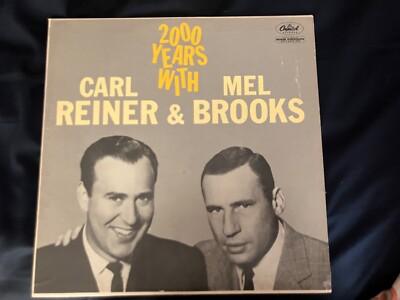 2000
YEARS
WITH
CARL MEL
REINER & BROOKS
Capitol